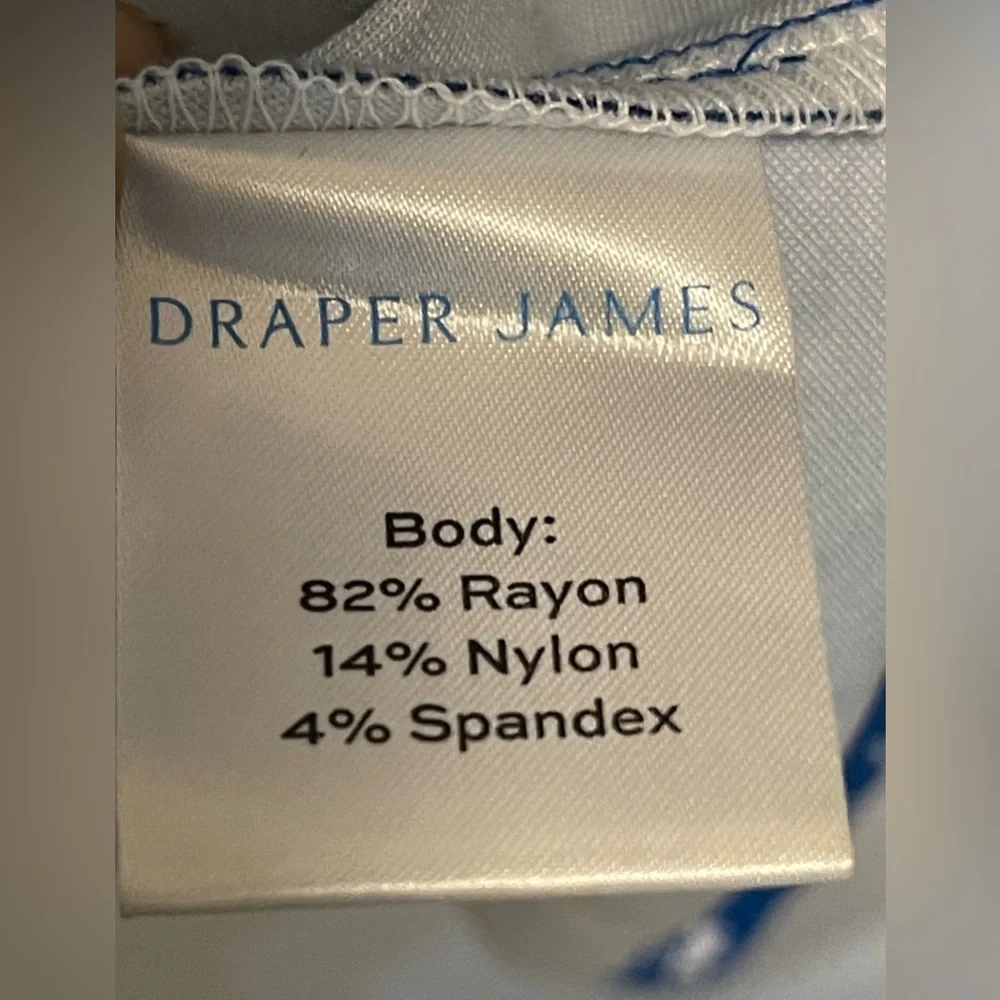 DRAPER JAMES
Body:
82% Rayon
14% Nylon
4% Spandex